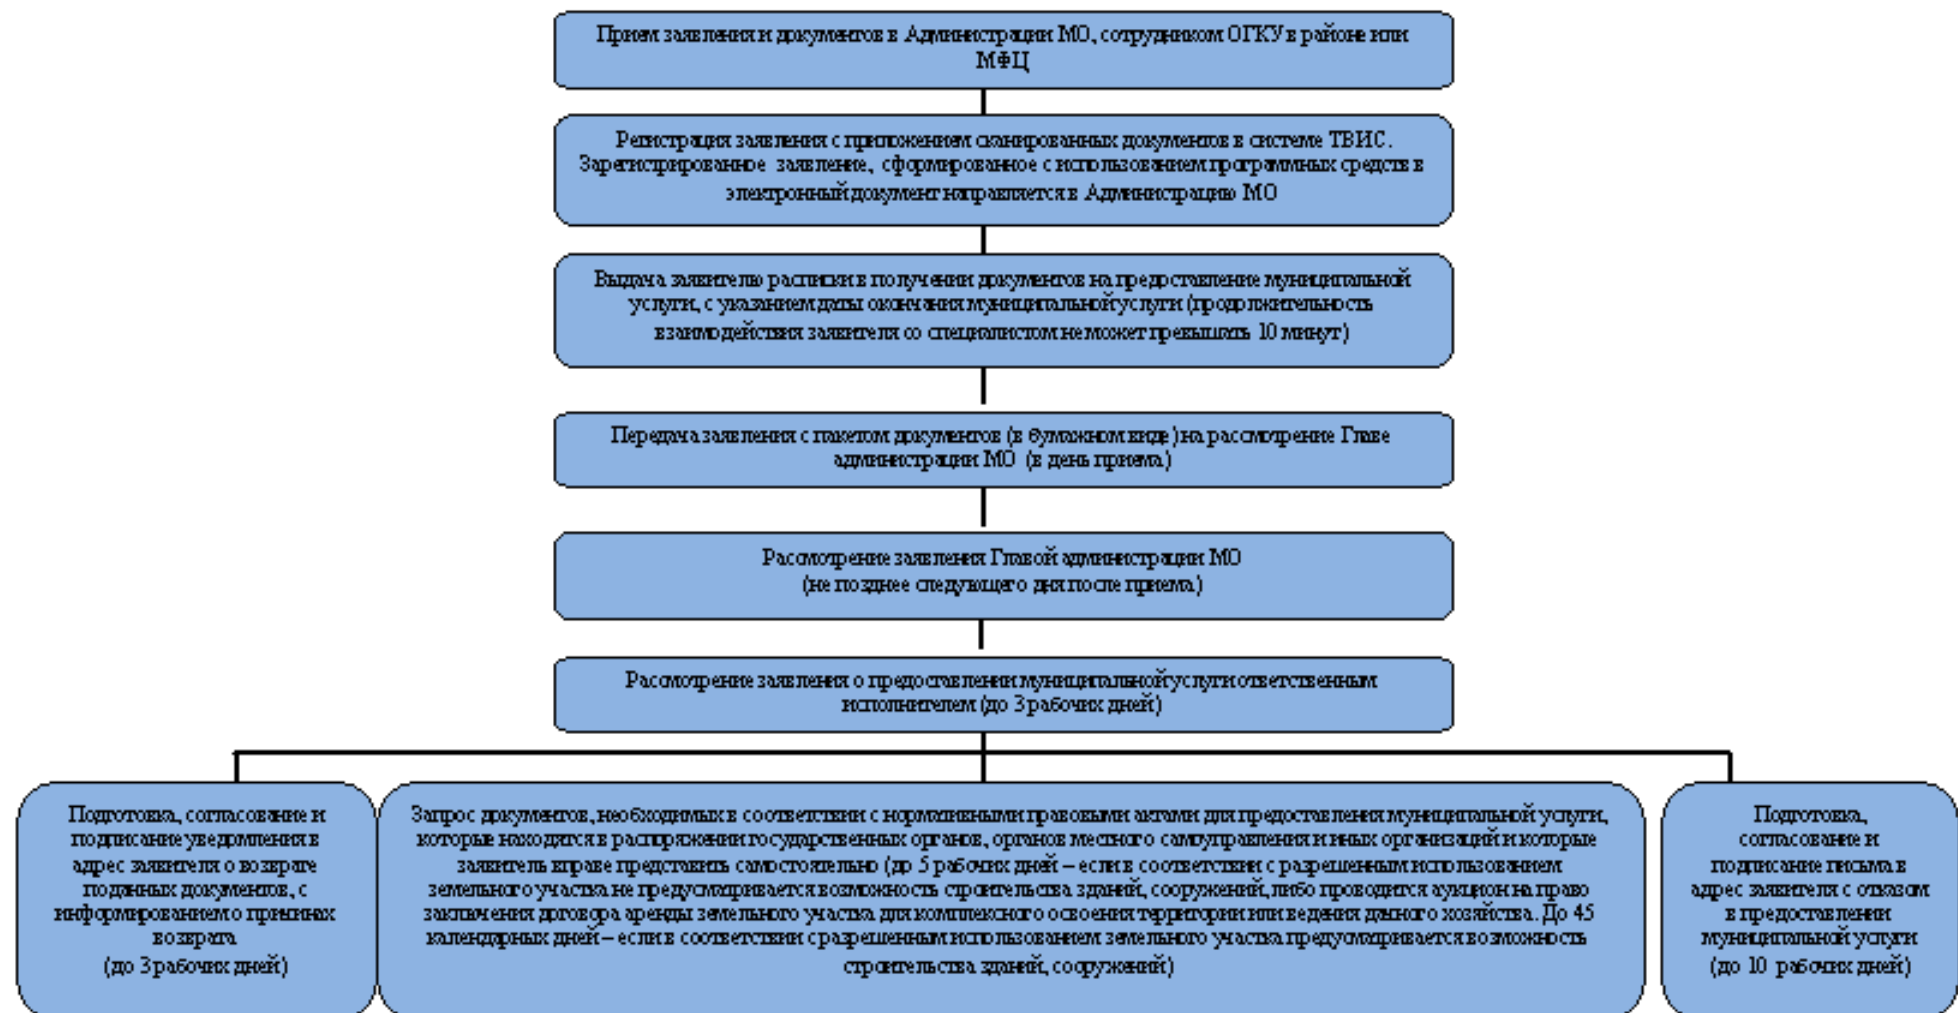 Прием заявления и документов в Администрации МО, сотрудником ОГКУ в районе или
МФЦ
Регистрация заявления с приложением сканированных документов в системе ТВИС.
Зарегистрированное заявление, сформированное с использованием программных средств в
электронный документ направляется в Администрацию МО
Выдача заявителю расписки в получении документов на предоставление муниципальной
услуги, с указанием даты окончания муниципальной услуги (продолжительность
взаимодействия заявителя со специалистом не может превышать 10 минут)
Передача заявления с пакетом документов (в бумажном виде) на рассмотрение Главе
администрации МО (в день приема)
Рассмотрение заявления Главой администрации МО
(не позднее следующего дня после приема)
Рассмотрение заявления о предоставлении муниципальной услуги ответственным
исполнителем (до 3 рабочих дней)
Подготовка, согласование и
подписание уведомления в
адрес заявителя о возврате
поданных документов, с
информированием о причинах
возврата
(до 3 рабочих дней)
Запрос документов, необходимых в соответствии с нормативными правовыми актами для предоставления муниципальной услуги,
которые находятся в распоряжении государственных органов, органов местного самоуправления и иных организаций и которые
заявитель вправе представить самостоятельно (до 5 рабочих дней – если в соответствии с разрешенным использованием
земельного участка не предусматривается возможность строительства зданий, сооружений, либо проводится аукцион на право
заключения договора аренды земельного участка для комплексного освоения территории или ведения дачного хозяйства. До 45
календарных дней – если в соответствии с разрешенным использованием земельного участка предусматривается возможность
строительства зданий, сооружений)
Подготовка,
согласование и
подписание письма в
адрес заявителя с отказом
в предоставлении
муниципальной услуги
(до 10 рабочих дней)